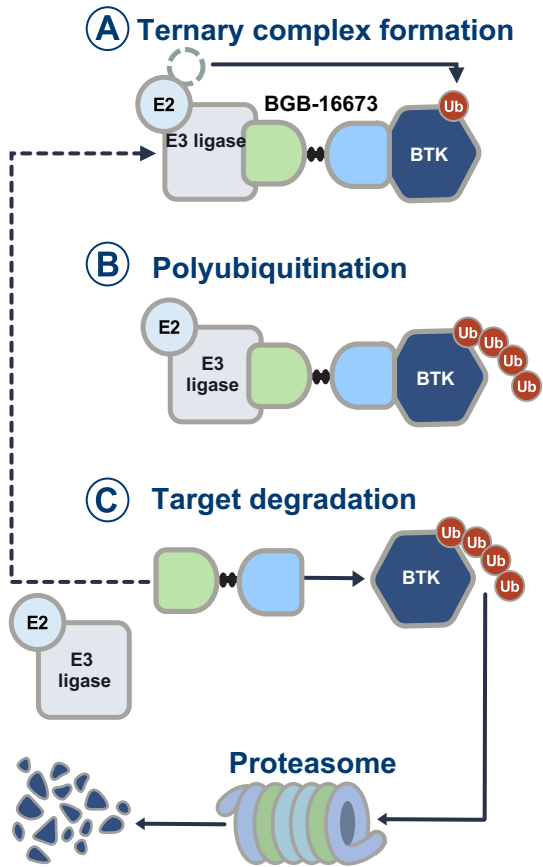 A Ternary complex formation
E2
BGB-16673
Ub
E3 ligase
BTK
B Polyubiquitination
E2
Ub
Ub
Ub
Ub
E3
ligase
BTK
C Target degradation
Ub
Ub
Ub
Ub
BTK
E2
E3
ligase
Proteasome